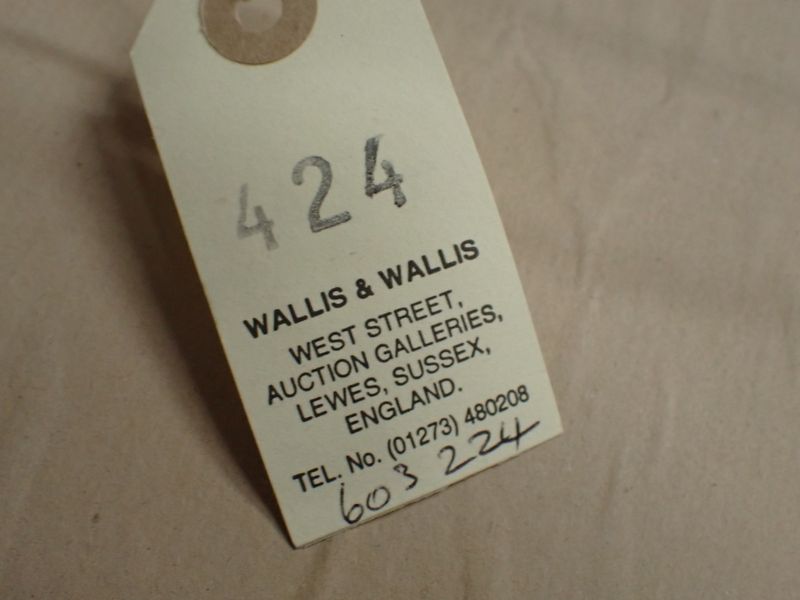 424
WALLIS & WALLIS
WEST STREET,
AUCTION GALLERIES,
LEWES, SUSSEX,
ENGLAND.
TEL. No. (01273) 480208
603 224